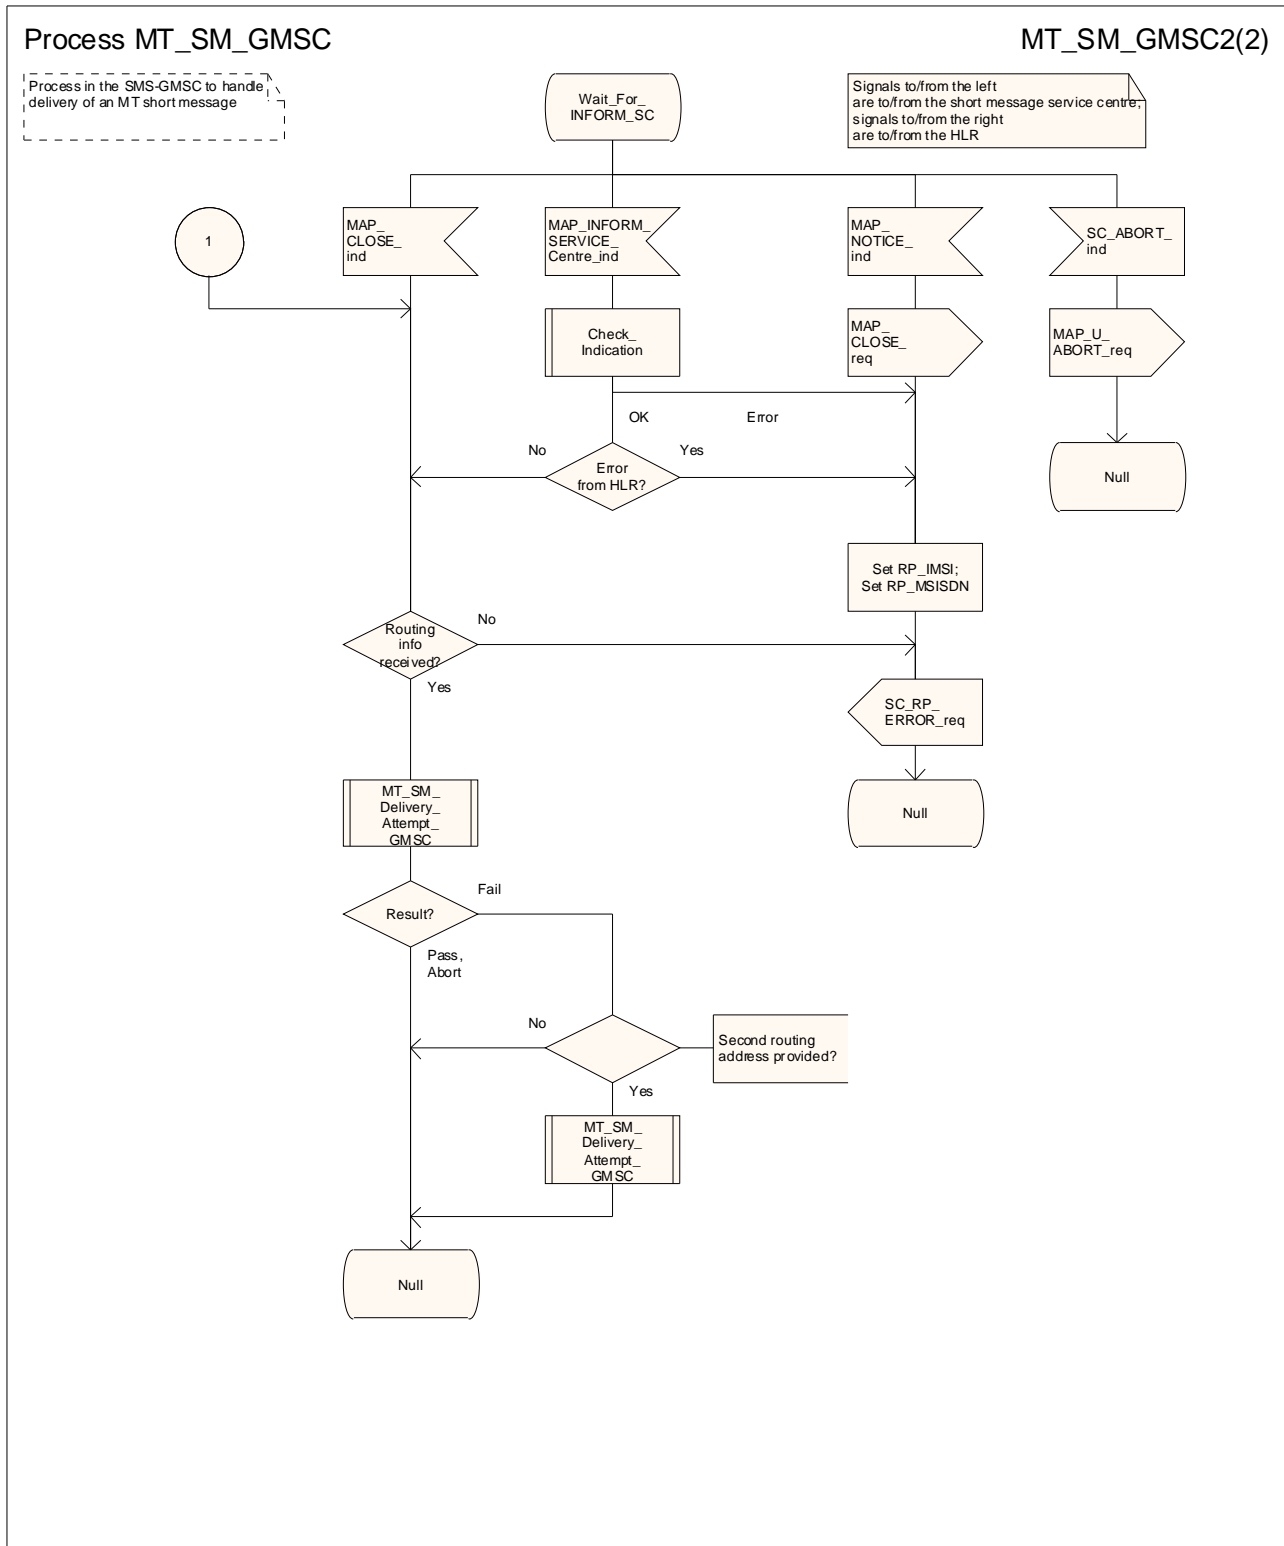 Process MT_SM_GMSC
MT_SM_GMSC2(2)
Process in the SMS-GMSC to handle
delivery of an MT short message
Wait_For_
INFORM_SC
Signals to/from the left
are to/from the short message service centre;
signals to/from the right
are to/from the HLR
1
MAP_
CLOSE_
ind
MAP_INFORM_
SERVICE_
Centre_ind
MAP_
NOTICE_
ind
SC_ABORT_
ind
Check_
Indication
MAP_
CLOSE_
req
MAP_U_
ABORT_req
OK
Error
No
Yes
Error
from HLR?
Null
Set RP_IMSI;
Set RP_MSISDN
No
Routing
info
received?
Yes
SC_RP_
ERROR_req
MT_SM_
Delivery_
Attempt_
GMSC
Null
Fail
Result?
Pass,
Abort
No
Second routing
address provided?
Yes
MT_SM_
Delivery_
Attempt_
GMSC
Null